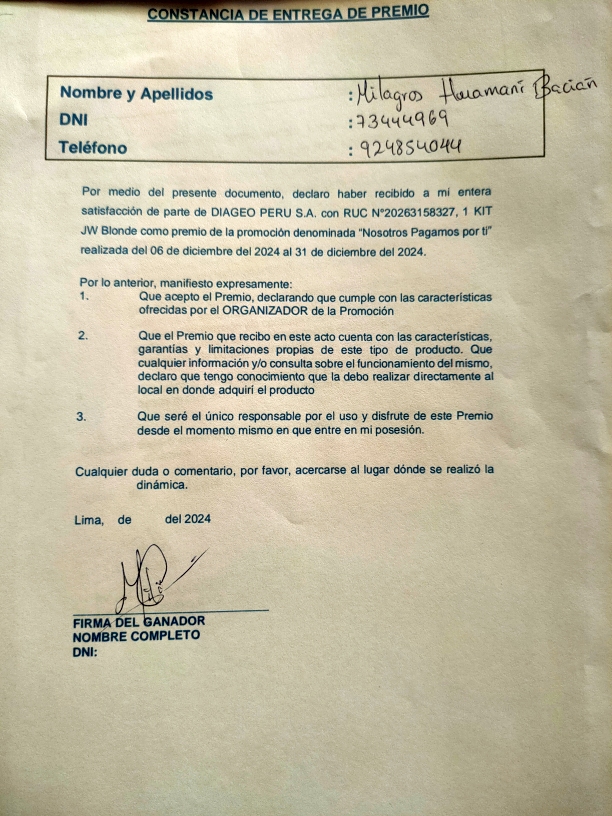 CONSTANCIA DE ENTREGA DE PREMIO
Nombre y Apellidos : Milagros Huamaní Bacián
DNI : 73444969
Teléfono : 924854044
Por medio del presente documento, declaro haber recibido a mi entera
satisfacción de parte de DIAGEO PERU S.A. con RUC N°20263158327, 1 KIT
JW Blonde como premio de la promoción denominada "Nosotros Pagamos por ti"
realizada del 06 de diciembre del 2024 al 31 de diciembre del 2024.
Por lo anterior, manifiesto expresamente:
1. Que acepto el Premio, declarando que cumple con las características
ofrecidas por el ORGANIZADOR de la Promoción
2. Que el Premio que recibo en este acto cuenta con las características,
garantías y limitaciones propias de este tipo de producto. Que
cualquier información y/o consulta sobre el funcionamiento del mismo,
declaro que tengo conocimiento que la debo realizar directamente al
local en donde adquirí el producto
3. Que seré el único responsable por el uso y disfrute de este Premio
desde el momento mismo en que entre en mi posesión.
Cualquier duda o comentario, por favor, acercarse al lugar dónde se realizó la
dinámica.
Lima, de del 2024
FIRMA DEL GANADOR
NOMBRE COMPLETO
DNI: